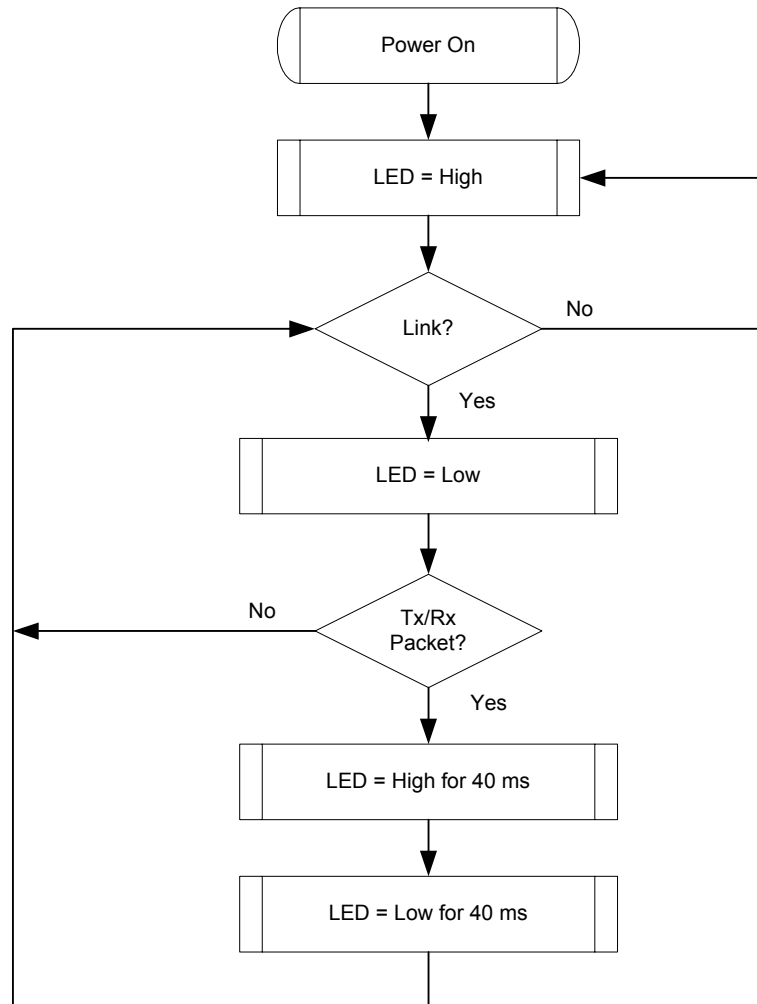 Power On
LED = High
Link?
No
Yes
LED = Low
No
Tx/Rx
Packet?
Yes
LED = High for 40 ms
LED = Low for 40 ms